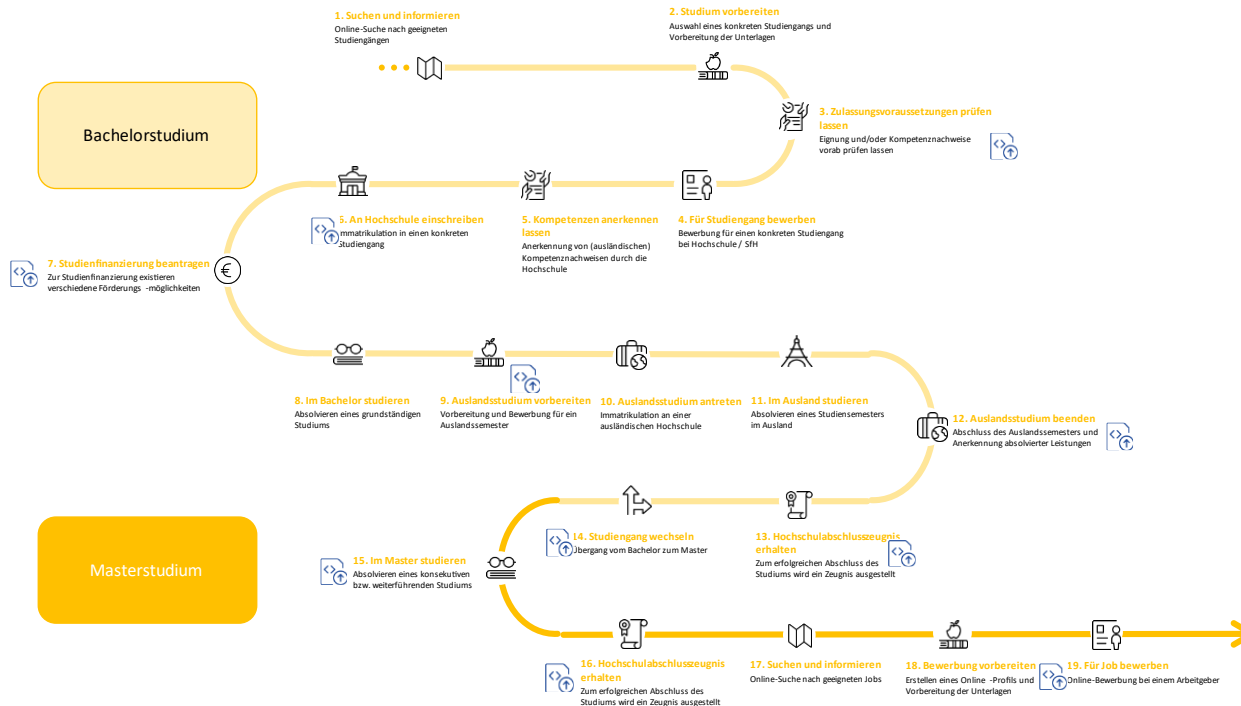 1. Suchen und informieren
Online-Suche nach geeigneten
Studiengängen
2. Studium vorbereiten
Auswahl eines konkreten Studiengangs und
Vorbereitung der Unterlagen
Bachelorstudium
3. Zulassungsvoraussetzungen prüfen
lassen
Eignung und/oder Kompetenznachweise
vorab prüfen lassen
4. Für Studiengang bewerben
Bewerbung für einen konkreten Studiengang
bei Hochschule / SfH
5. Kompetenzen anerkennen
lassen
Anerkennung von (ausländischen)
Kompetenznachweisen durch die
Hochschule
6. An Hochschule einschreiben
Immatrikulation in einen konkreten
Studiengang
7. Studienfinanzierung beantragen
Zur Studienfinanzierung existieren
verschiedene Förderungs -möglichkeiten
€
8. Im Bachelor studieren
Absolvieren eines grundständigen
Studiums
9. Auslandsstudium vorbereiten
Vorbereitung und Bewerbung für ein
Auslandssemester
10. Auslandsstudium antreten
Immatrikulation an einer
ausländischen Hochschule
11. Im Ausland studieren
Absolvieren eines Studiensemesters
im Ausland
12. Auslandsstudium beenden
Abschluss des Auslandssemesters und
Anerkennung absolvierter Leistungen
13. Hochschulabschlusszeugnis
erhalten
Zum erfolgreichen Abschluss des
Studiums wird ein Zeugnis ausgestellt
14. Studiengang wechseln
Übergang vom Bachelor zum Master
Masterstudium
15. Im Master studieren
Absolvieren eines konsekutiven
bzw. weiterführenden Studiums
16. Hochschulabschlusszeugnis
erhalten
Zum erfolgreichen Abschluss des
Studiums wird ein Zeugnis ausgestellt
17. Suchen und informieren
Online-Suche nach geeigneten Jobs
18. Bewerbung vorbereiten
Erstellen eines Online -Profils und
Vorbereitung der Unterlagen
19. Für Job bewerben
Online-Bewerbung bei einem Arbeitgeber